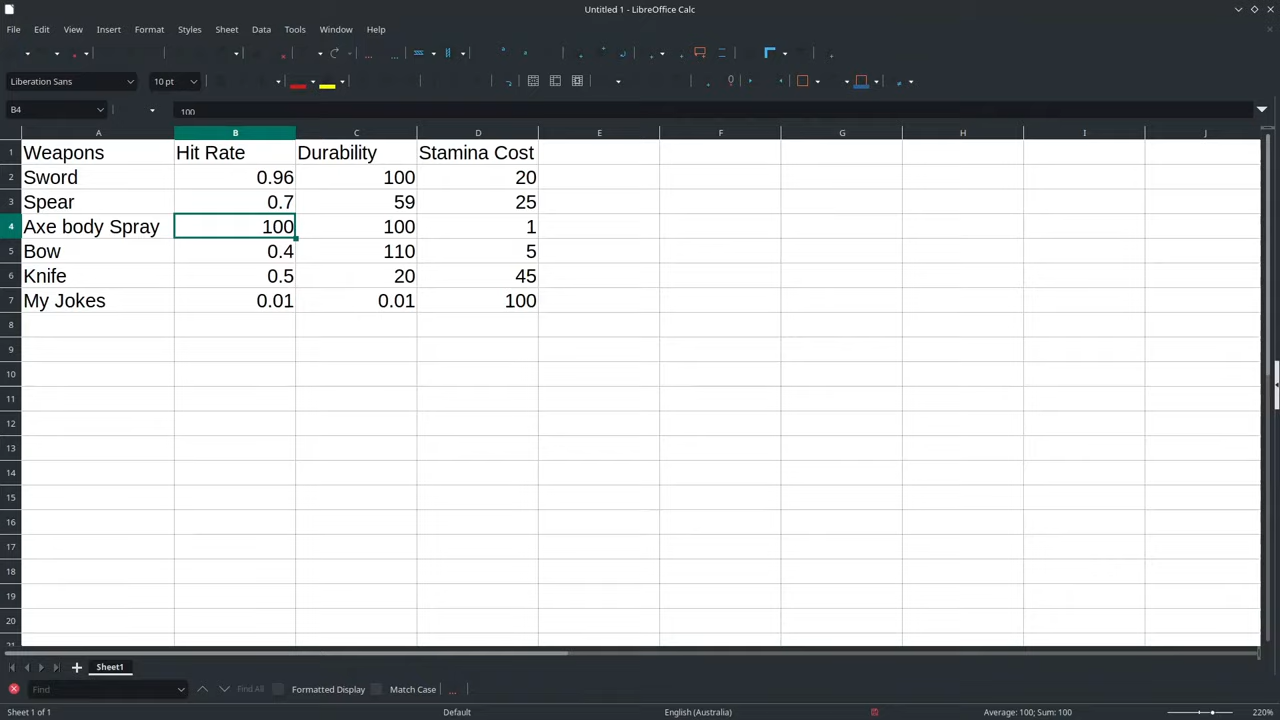 Untitled 1 - LibreOffice Calc
File Edit View Insert Format Styles Sheet Data Tools Window Help
Liberation Sans 10 pt
B4 100
A B C D E F G H I J
1 Weapons Hit Rate Durability Stamina Cost
2 Sword 0.96 100 20
3 Spear 0.7 59 25
4 Axe body Spray 100 100 1
5 Bow 0.4 110 5
6 Knife 0.5 20 45
7 My Jokes 0.01 0.01 100
8
9
10
11
12
13
14
15
16
17
18
19
20
21
Sheet1
Find Find All Formatted Display Match Case ...
Sheet 1 of 1 Default English (Australia) Average: 100; Sum: 100 220%